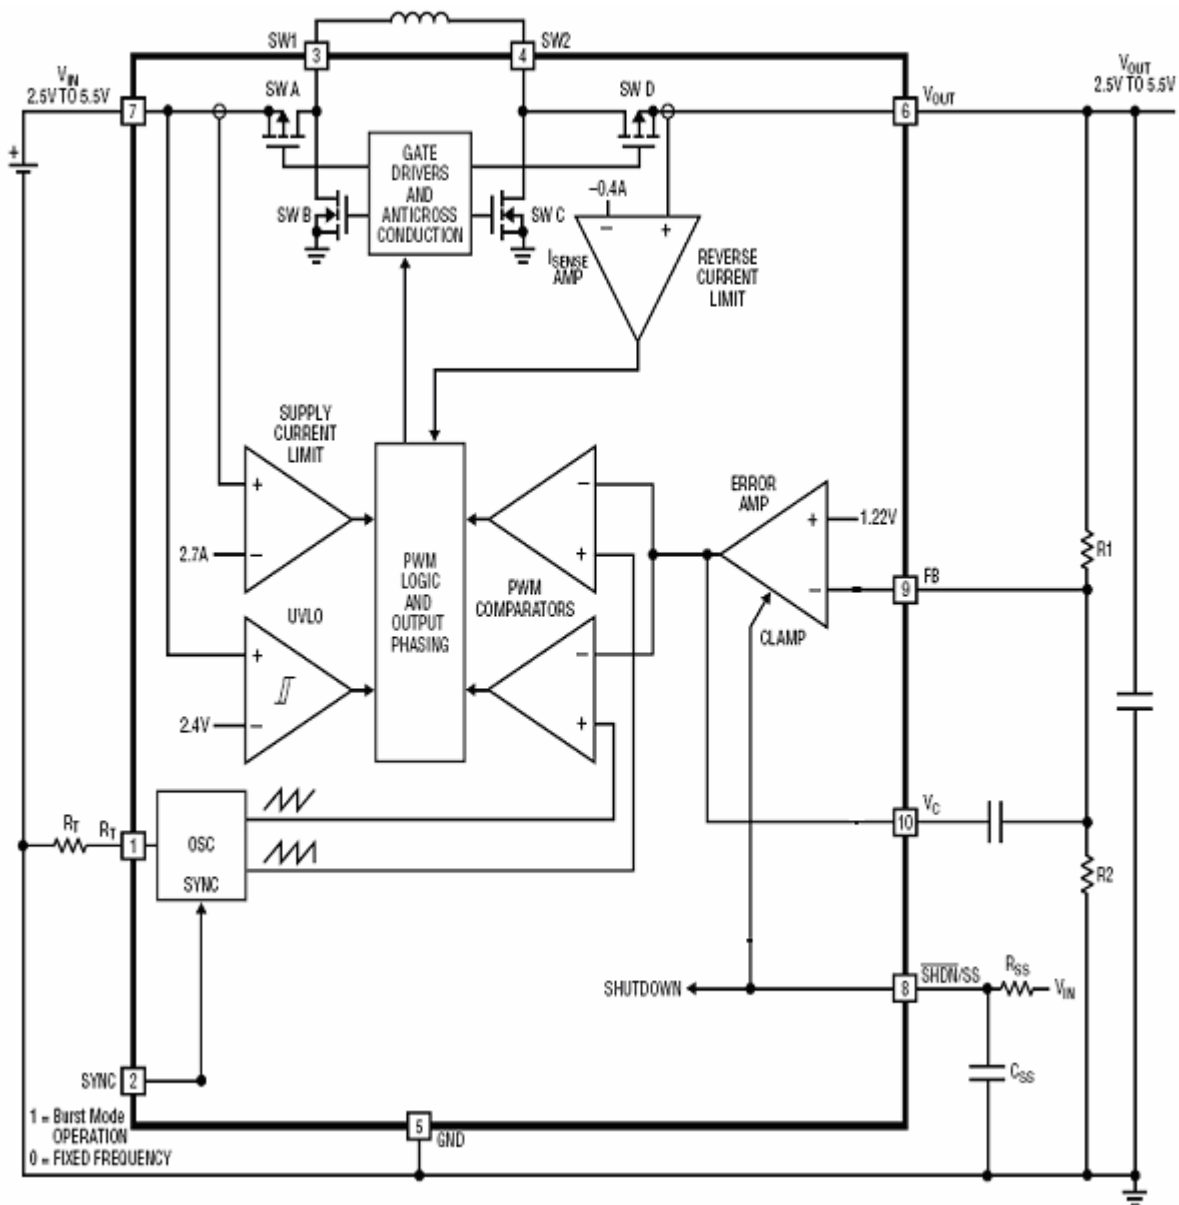 SW1
3
4
SW2
V_IN
2.5V TO 5.5V
7
SW A
SW D
V_OUT
6
V_OUT
2.5V TO 5.5V
+
GATE
DRIVERS
AND
ANTICROSS
CONDUCTION
SW B
SW C
–0.4A
–
+
I_SENSE
AMP
REVERSE
CURRENT
LIMIT
SUPPLY
CURRENT
LIMIT
+
2.7A
–
UVLO
+
2.4V
–
PWM
LOGIC
AND
OUTPUT
PHASING
–
+
PWM
COMPARATORS
–
+
ERROR
AMP
+
1.22V
–
CLAMP
9
FB
R1
R_T
R_T
1
OSC
SYNC
10
V_C
R2
SHUTDOWN
8
S̅H̅D̅N̅/SS
R_SS
V_IN
C_SS
SYNC
2
1 = Burst Mode
OPERATION
0 = FIXED FREQUENCY
5
GND